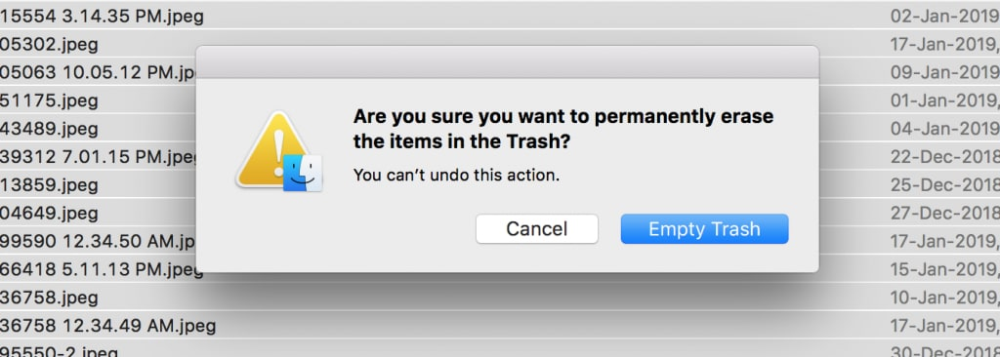 15554 3.14.35 PM.jpeg 02-Jan-2019
05302.jpeg 17-Jan-2019,
05063 10.05.12 PM.jp 09-Jan-2019
51175.jpeg 01-Jan-2019,
43489.jpeg 04-Jan-2019
39312 7.01.15 PM.jp 22-Dec-2018
13859.jpeg 25-Dec-2018
04649.jpeg 27-Dec-2018
99590 12.34.50 AM.jp 17-Jan-2019,
66418 5.11.13 PM.jp 15-Jan-2019,
36758.jpeg 10-Jan-2019,
36758 12.34.49 AM.jpeg 17-Jan-2019,
95550-2.jpeg 30-Dec-2018
Are you sure you want to permanently erase
the items in the Trash?
You can’t undo this action.
Cancel Empty Trash